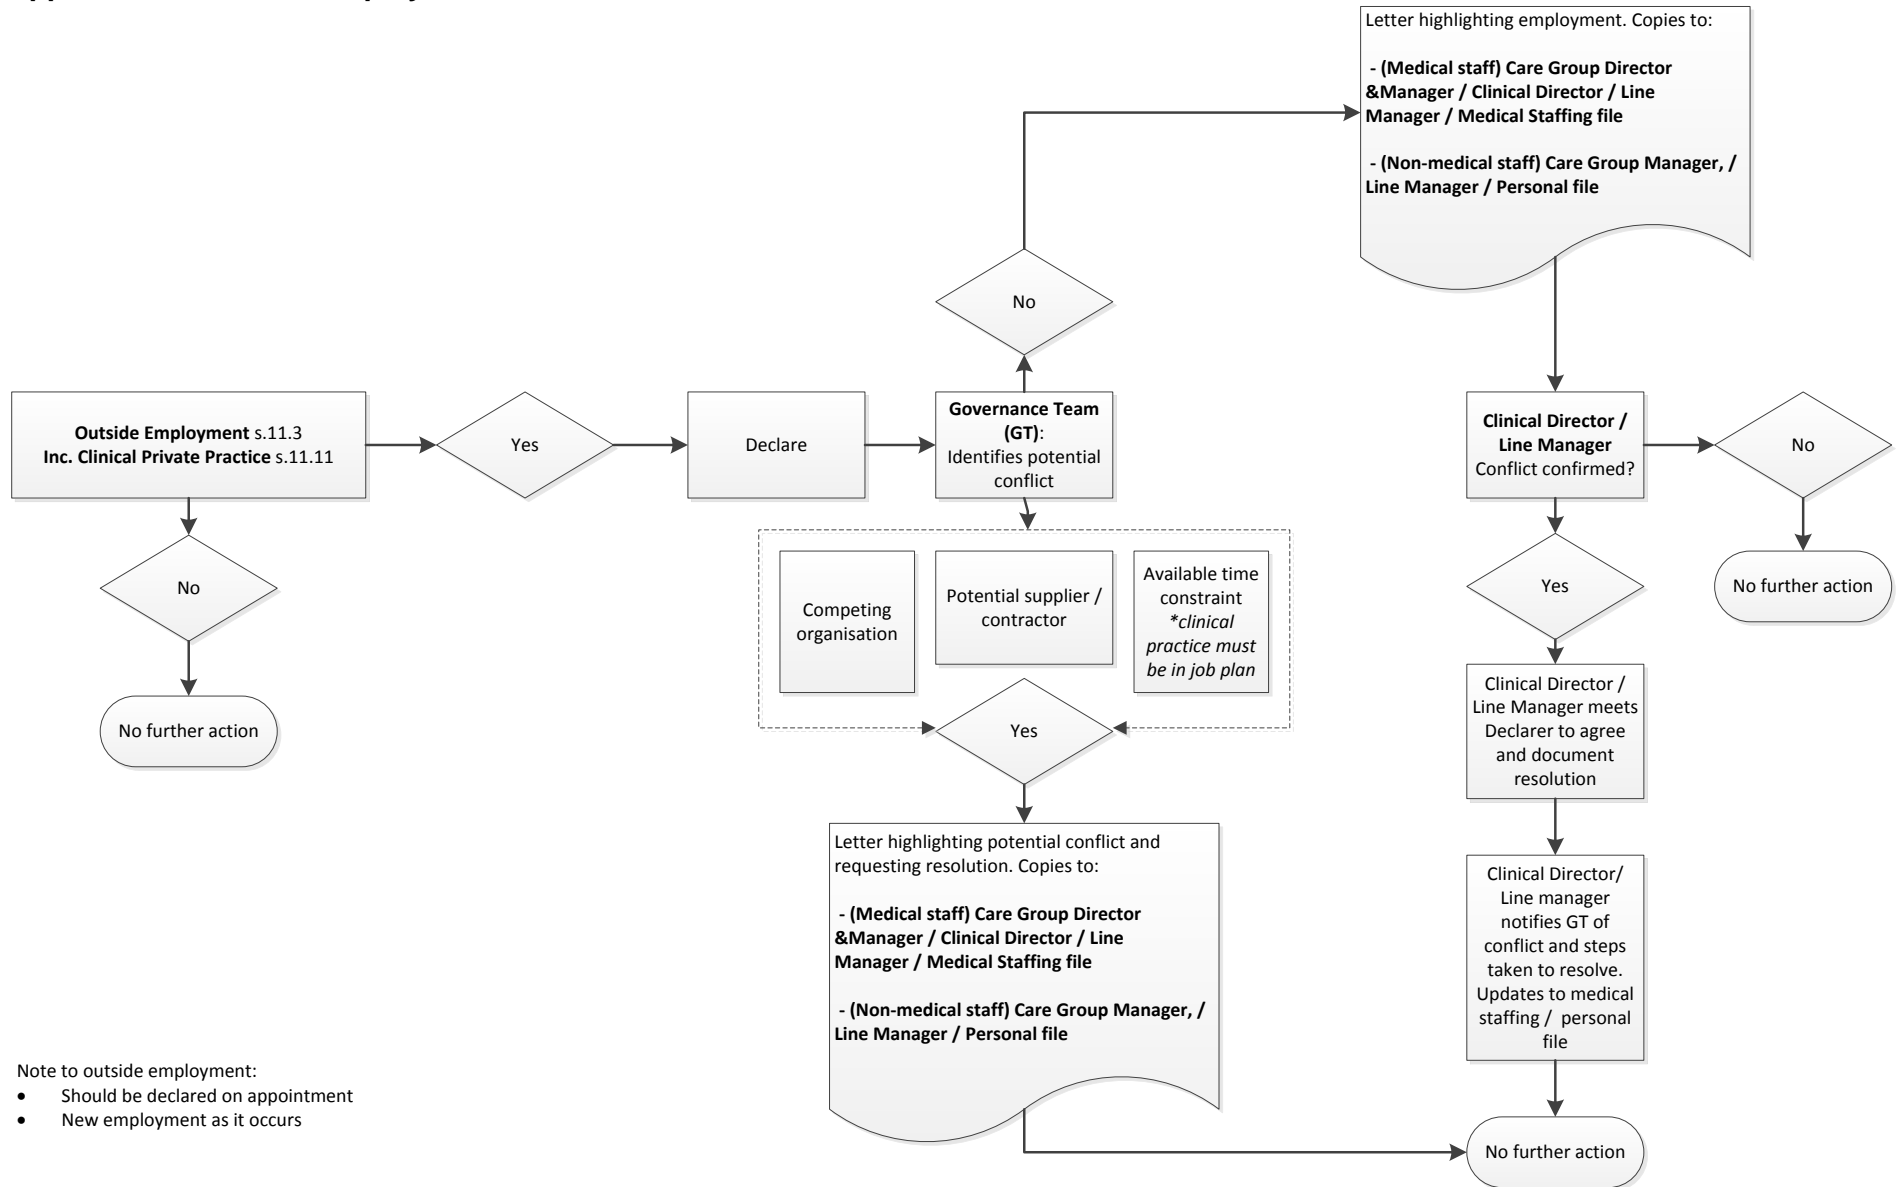 Letter highlighting employment. Copies to:
- (Medical staff) Care Group Director
&Manager / Clinical Director / Line
Manager / Medical Staffing file
- (Non-medical staff) Care Group Manager, /
Line Manager / Personal file
No
Outside Employment s.11.3
Inc. Clinical Private Practice s.11.11
Yes
Declare
Governance Team
(GT):
Identifies potential
conflict
Clinical Director /
Line Manager
Conflict confirmed?
No
No
No further action
Competing
organisation
Potential supplier /
contractor
Available time
constraint
*clinical
practice must
be in job plan
Yes
No further action
Yes
Clinical Director /
Line Manager meets
Declarer to agree
and document
resolution
Letter highlighting potential conflict and
requesting resolution. Copies to:
- (Medical staff) Care Group Director
&Manager / Clinical Director / Line
Manager / Medical Staffing file
- (Non-medical staff) Care Group Manager, /
Line Manager / Personal file
Clinical Director/
Line manager
notifies GT of
conflict and steps
taken to resolve.
Updates to medical
staffing / personal
file
No further action
Note to outside employment:
• Should be declared on appointment
• New employment as it occurs